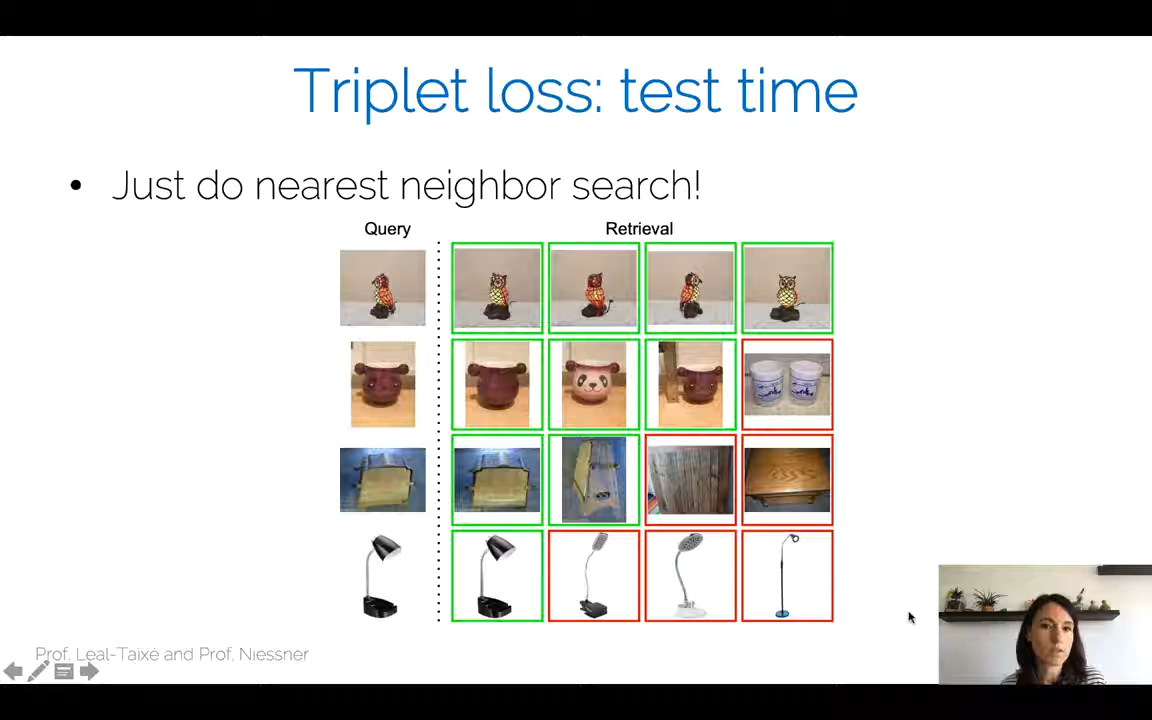 Triplet loss: test time
• Just do nearest neighbor search!
Query
Retrieval
Prof. Leal-Taixé and Prof. Niessner